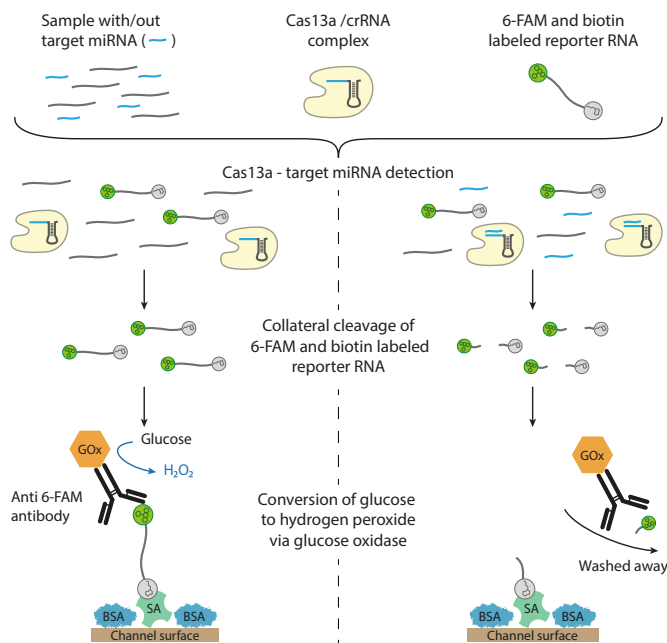 Sample with/out
target miRNA ( )
Cas13a /crRNA
complex
6-FAM and biotin
labeled reporter RNA
Cas13a - target miRNA detection
Collateral cleavage of
6-FAM and biotin labeled
reporter RNA
GOx
Glucose
H₂O₂
Anti 6-FAM
antibody
Conversion of glucose
to hydrogen peroxide
via glucose oxidase
GOx
Washed away
BSA
SA
BSA
Channel surface
BSA
SA
BSA
Channel surface